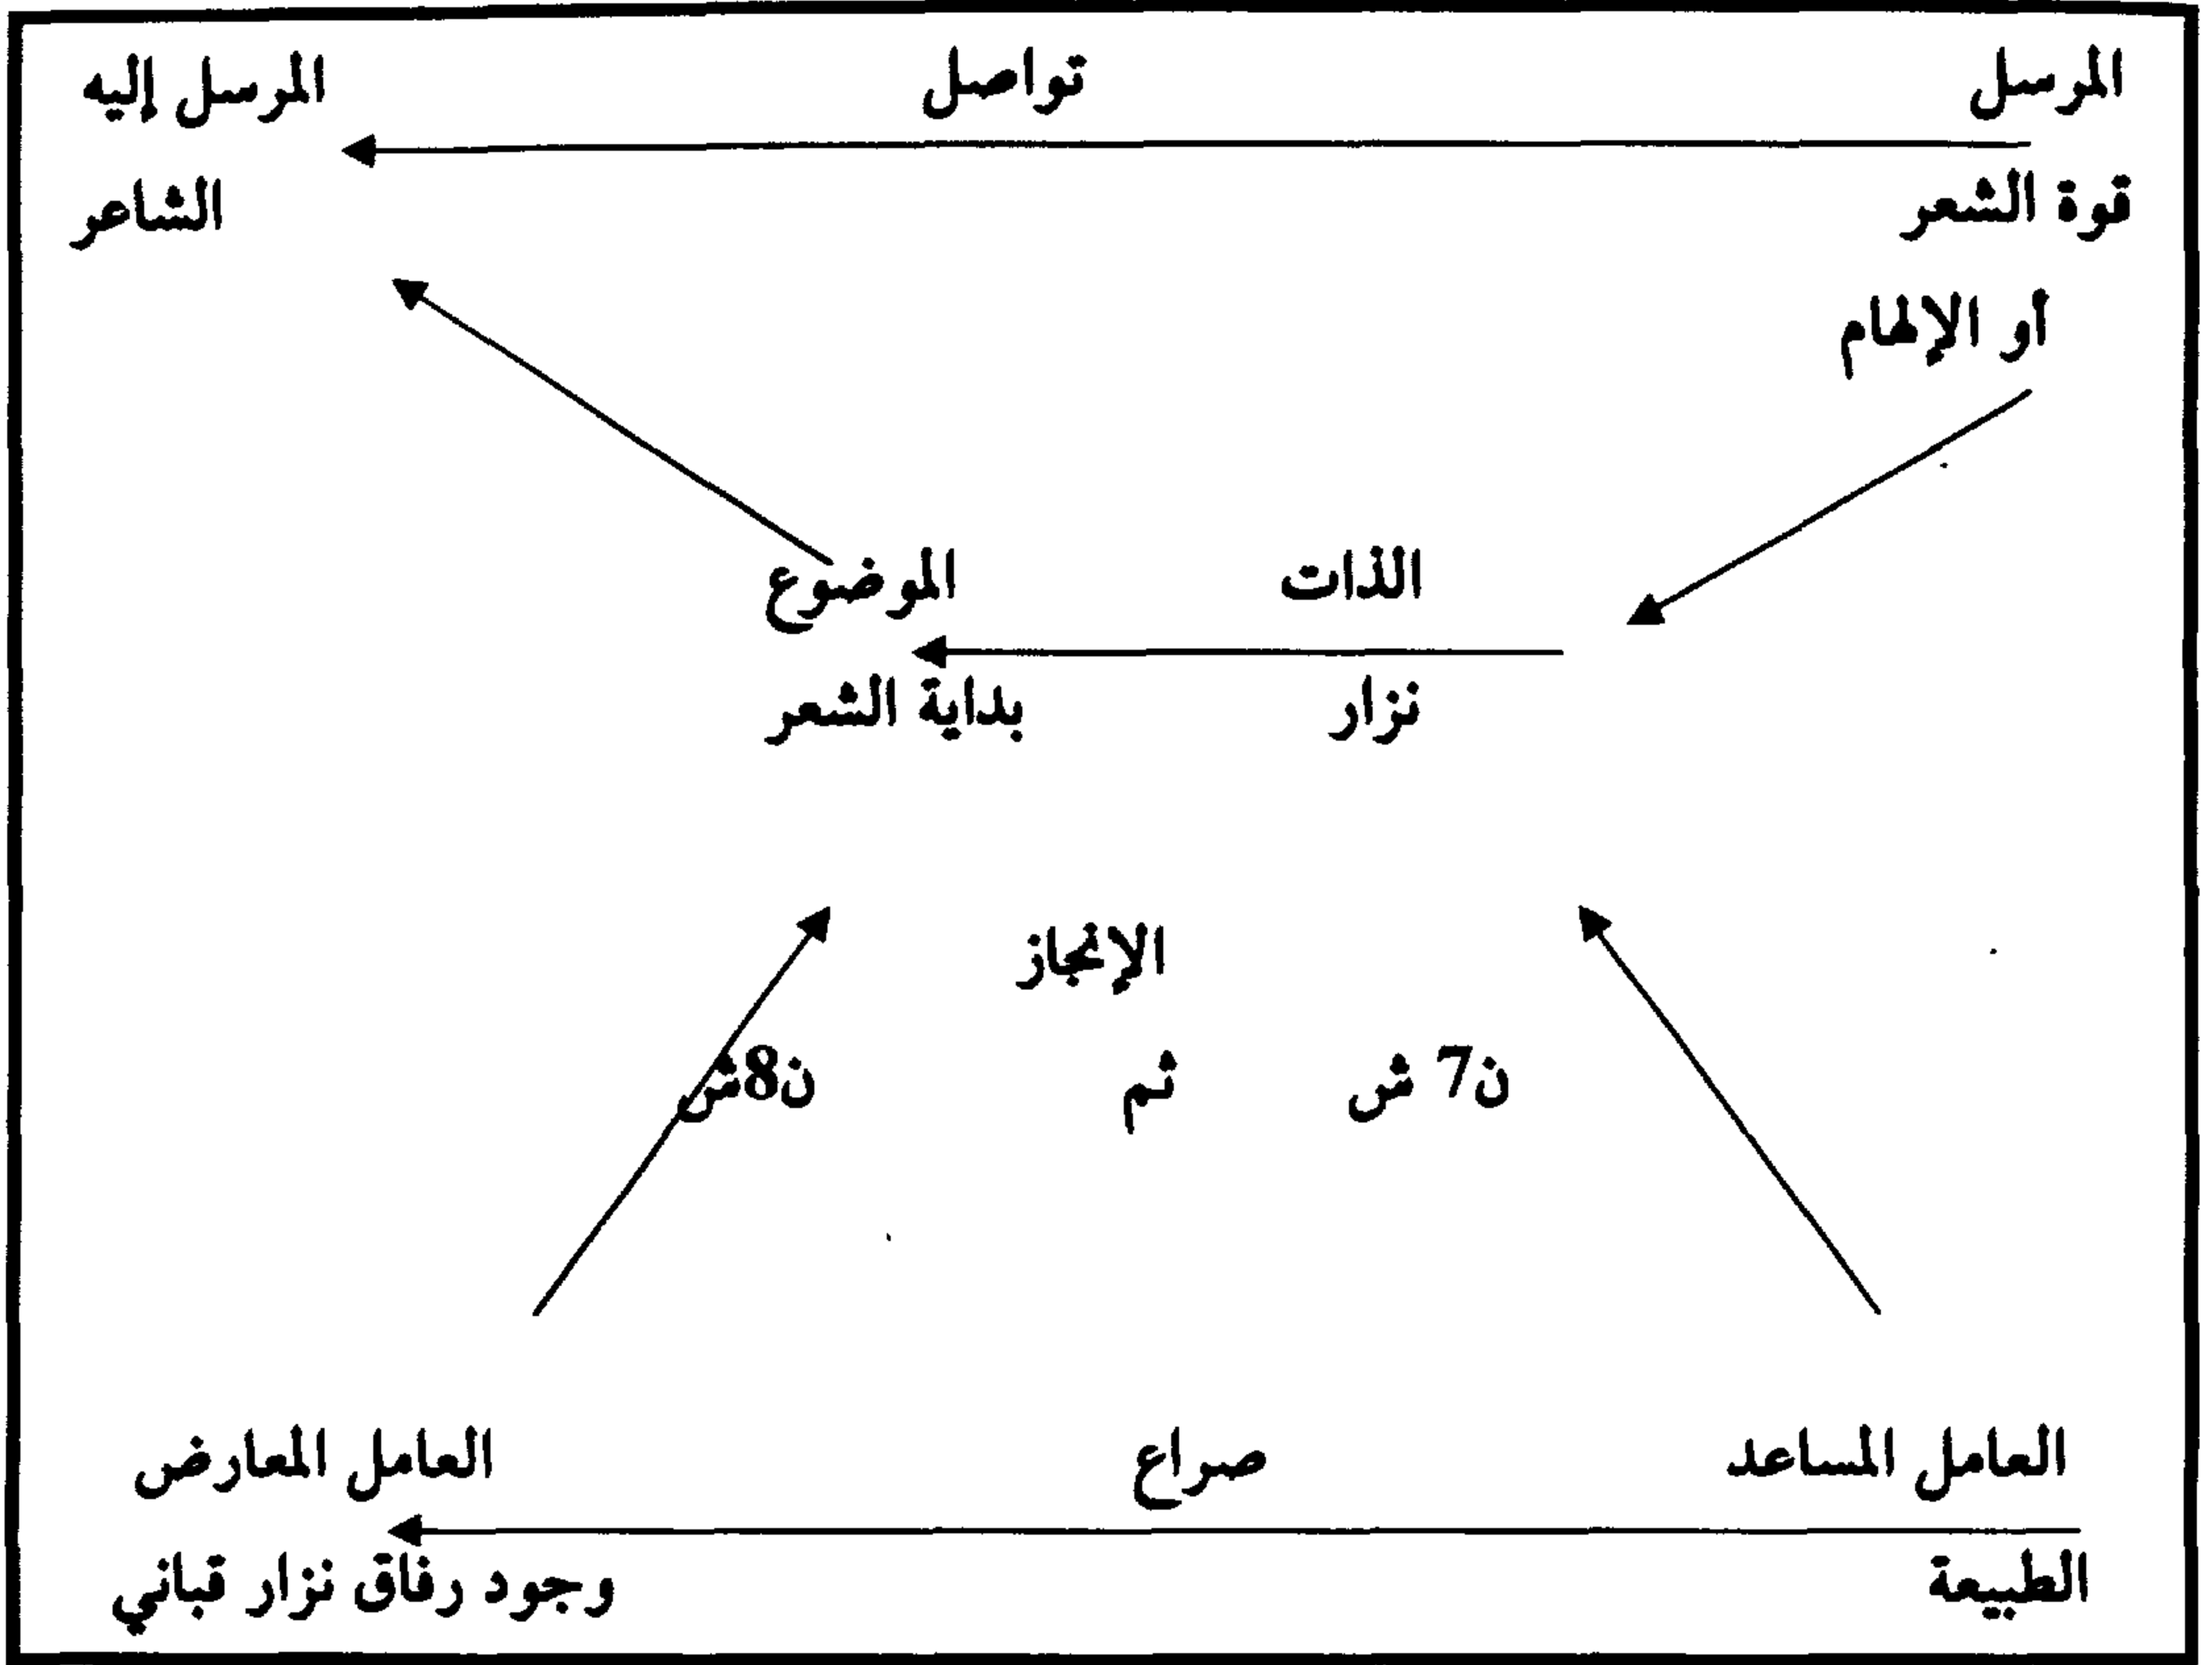 المرسل تواصل المرسل إليه
قوة الشعر الشاعر
أو الإلهام
الذات الموضوع
نزار بداية الشعر
الإنجاز
ن7 ش ثم ن8ش
العامل المساعد صراع العامل المعارض
الطبيعة وجود رفاق نزار قباني